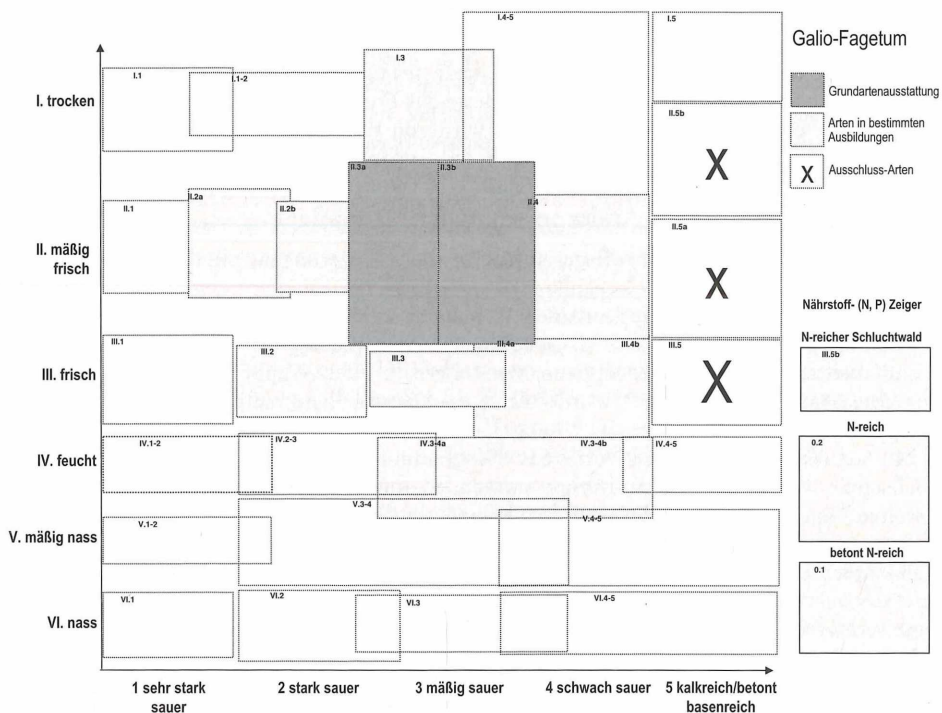 Galio-Fagetum
Grundartenausstattung
Arten in bestimmten
Ausbildungen
X
Ausschluss-Arten
I. trocken
I.1
I.1-2
I.3
I.4-5
I.5
II. mäßig
frisch
II.1
I.2a
II.2b
II.3a
II.3b
II.4
II.5b
X
II.5a
X
III. frisch
III.1
III.2
III.3
III.4a
III.4b
III.5
X
IV. feucht
IV.1-2
IV.2-3
IV.3-4a
IV.3-4b
IV.4-5
V. mäßig nass
V.1-2
V.3-4
V.4-5
VI. nass
VI.1
VI.2
VI.3
VI.4-5
1 sehr stark
sauer
2 stark sauer
3 mäßig sauer
4 schwach sauer
5 kalkreich/betont
basenreich
Nährstoff- (N, P) Zeiger
N-reicher Schluchtwald
III.5b
N-reich
0.2
betont N-reich
0.1